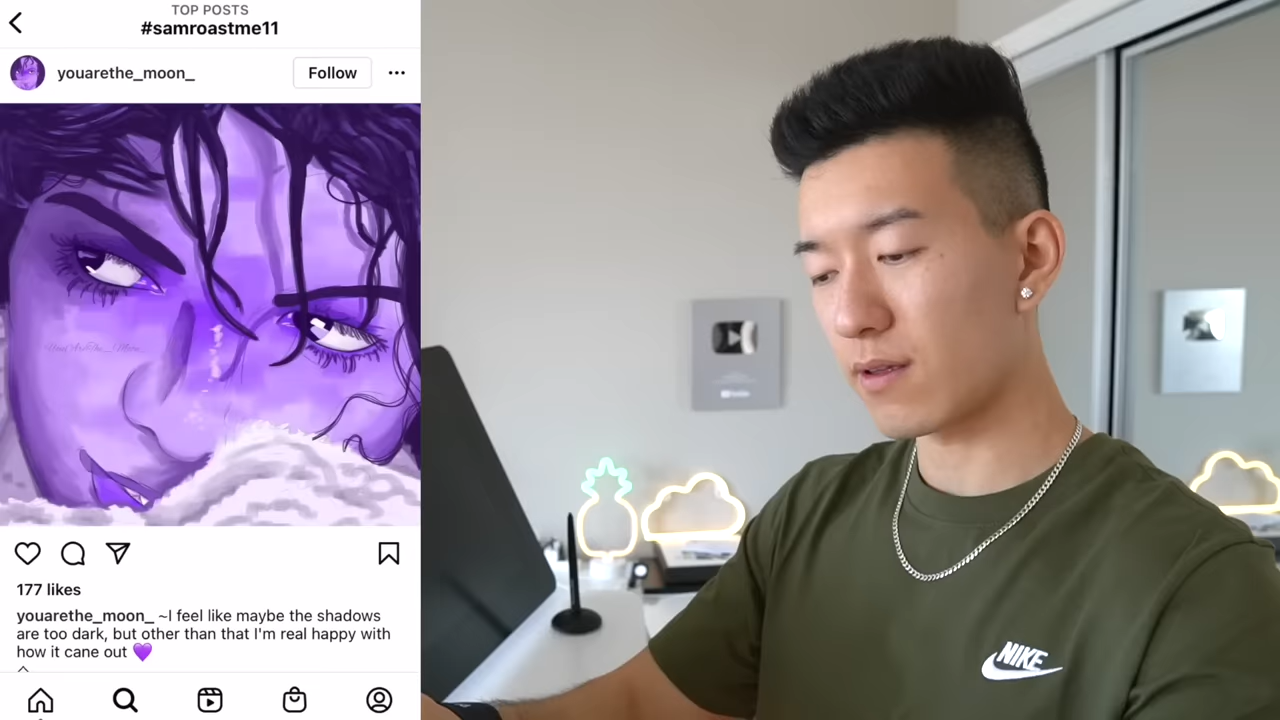 TOP POSTS
#samroastme11
youarethe_moon_
Follow
youarethe_moon_ ~I feel like maybe the shadows
are too dark, but other than that I'm real happy with
how it cane out 💜
177 likes
NIKE